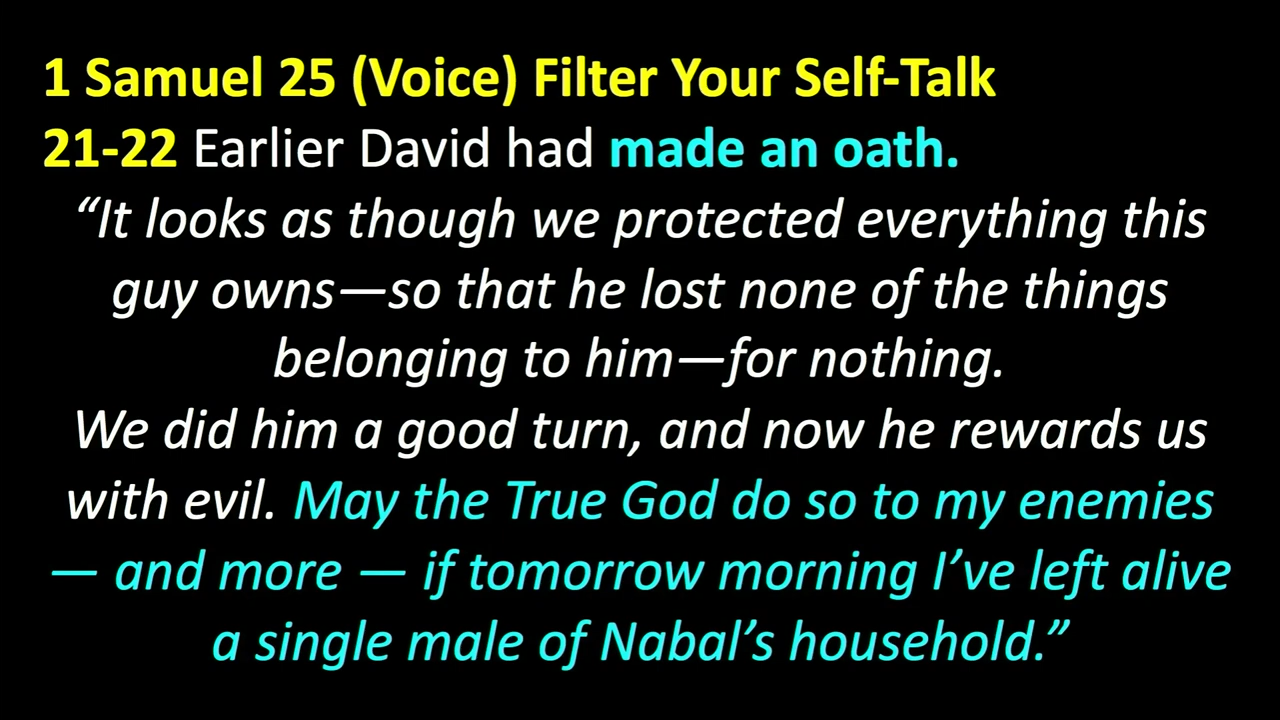 1 Samuel 25 (Voice) Filter Your Self-Talk
21-22 Earlier David had made an oath.
“It looks as though we protected everything this
guy owns—so that he lost none of the things
belonging to him—for nothing.
We did him a good turn, and now he rewards us
with evil. May the True God do so to my enemies
— and more — if tomorrow morning I’ve left alive
a single male of Nabal’s household.”